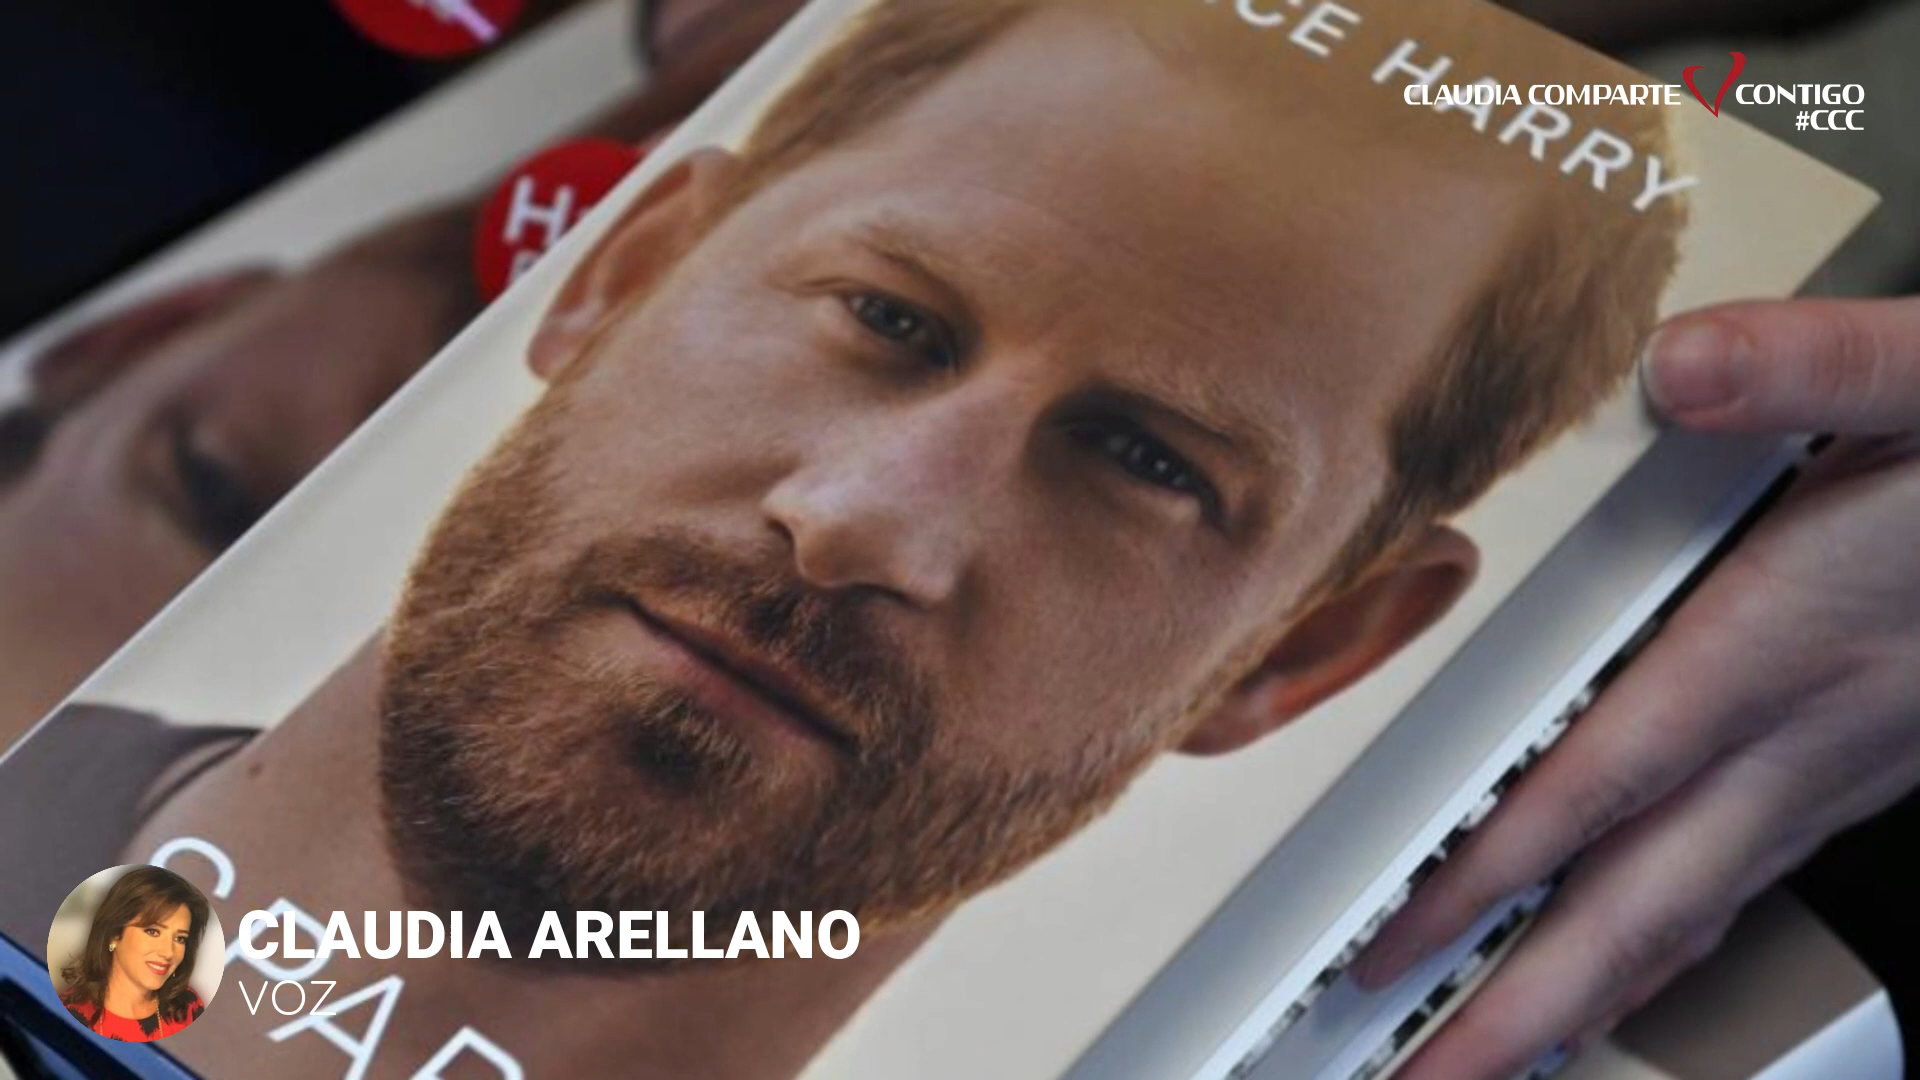 HARRY
CLAUDIA COMPARTE CONTIGO
#CCC
CLAUDIA ARELLANO
VOZ